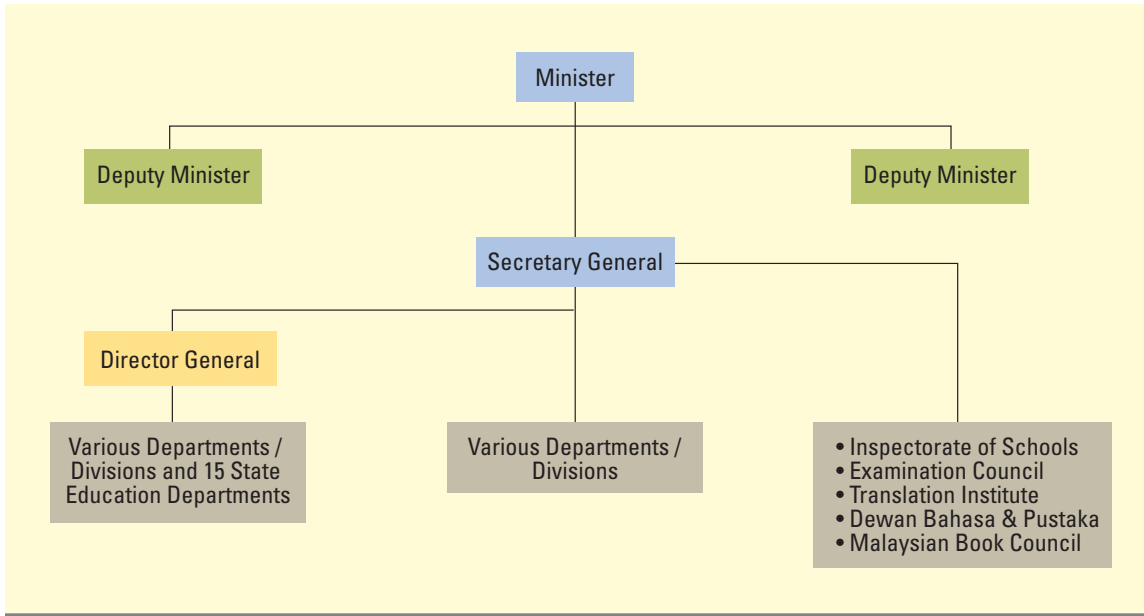 Minister
Deputy Minister
Deputy Minister
Secretary General
Director General
Various Departments /
Divisions and 15 State
Education Departments
Various Departments /
Divisions
• Inspectorate of Schools
• Examination Council
• Translation Institute
• Dewan Bahasa & Pustaka
• Malaysian Book Council